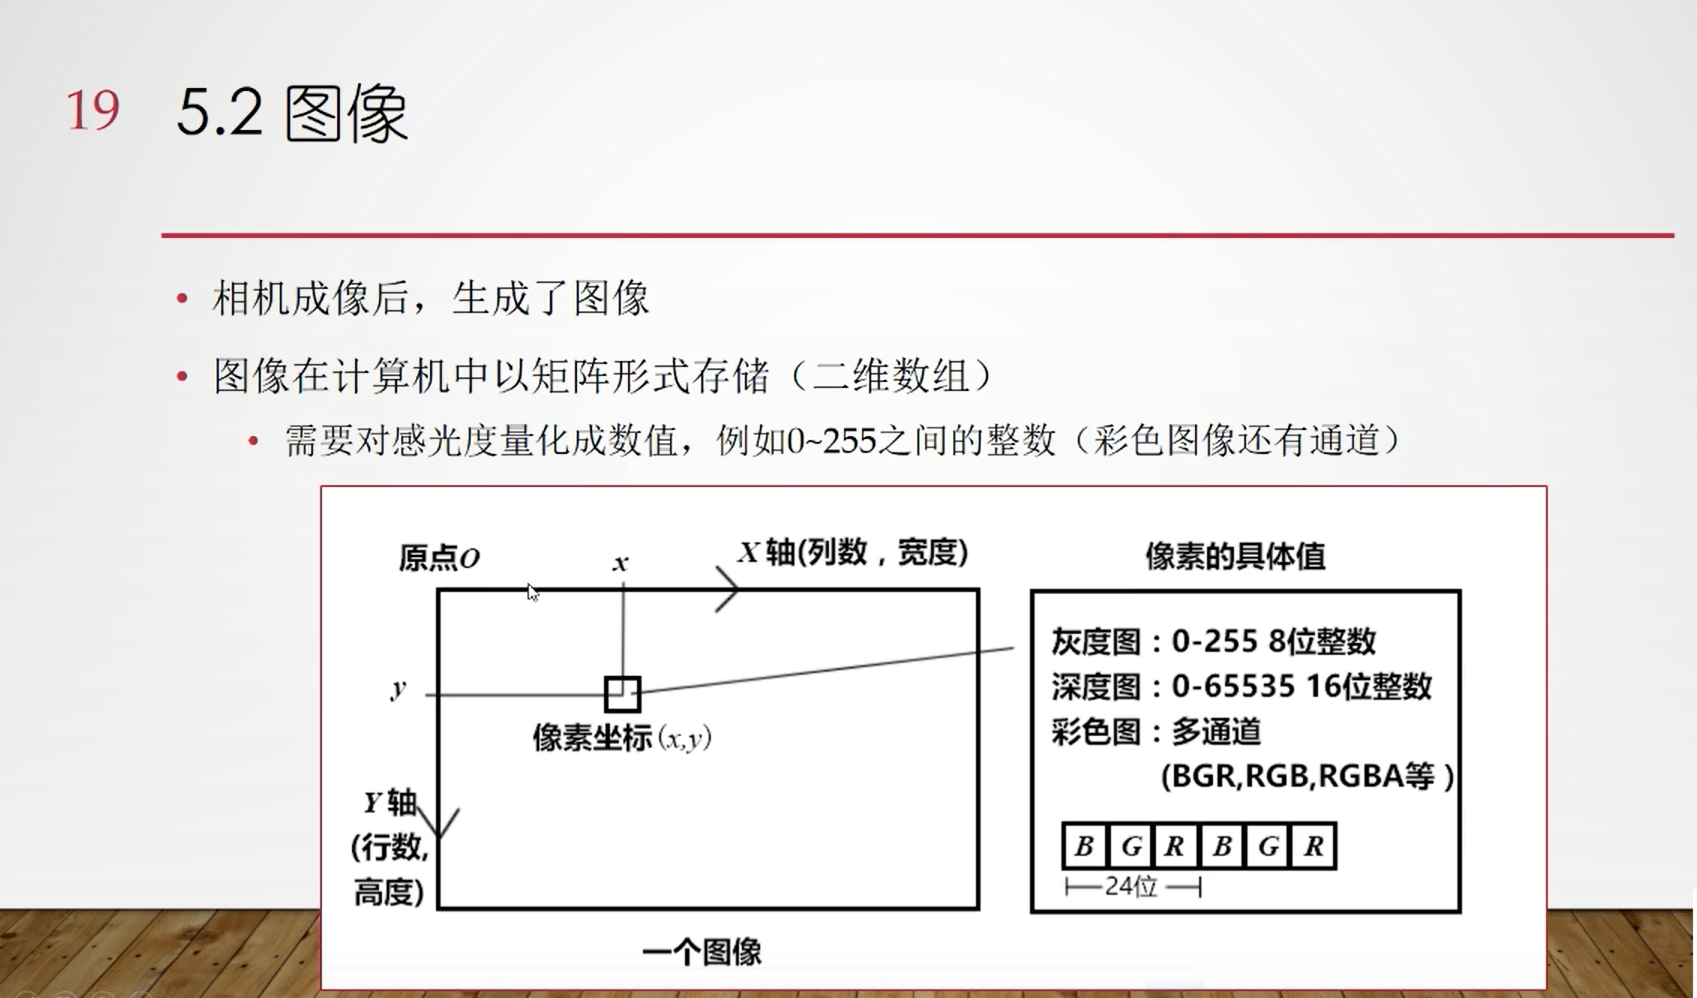 19 5.2 图像
相机成像后，生成了图像
图像在计算机中以矩阵形式存储（二维数组）
需要对感光度量化成数值，例如0~255之间的整数（彩色图像还有通道）
原点O
x
X 轴(列数，宽度)
y
像素坐标(x,y)
Y 轴
(行数,
高度)
一个图像
像素的具体值
灰度图：0-255 8位整数
深度图：0-65535 16位整数
彩色图：多通道
(BGR,RGB,RGBA等 )
B G R B G R
24位